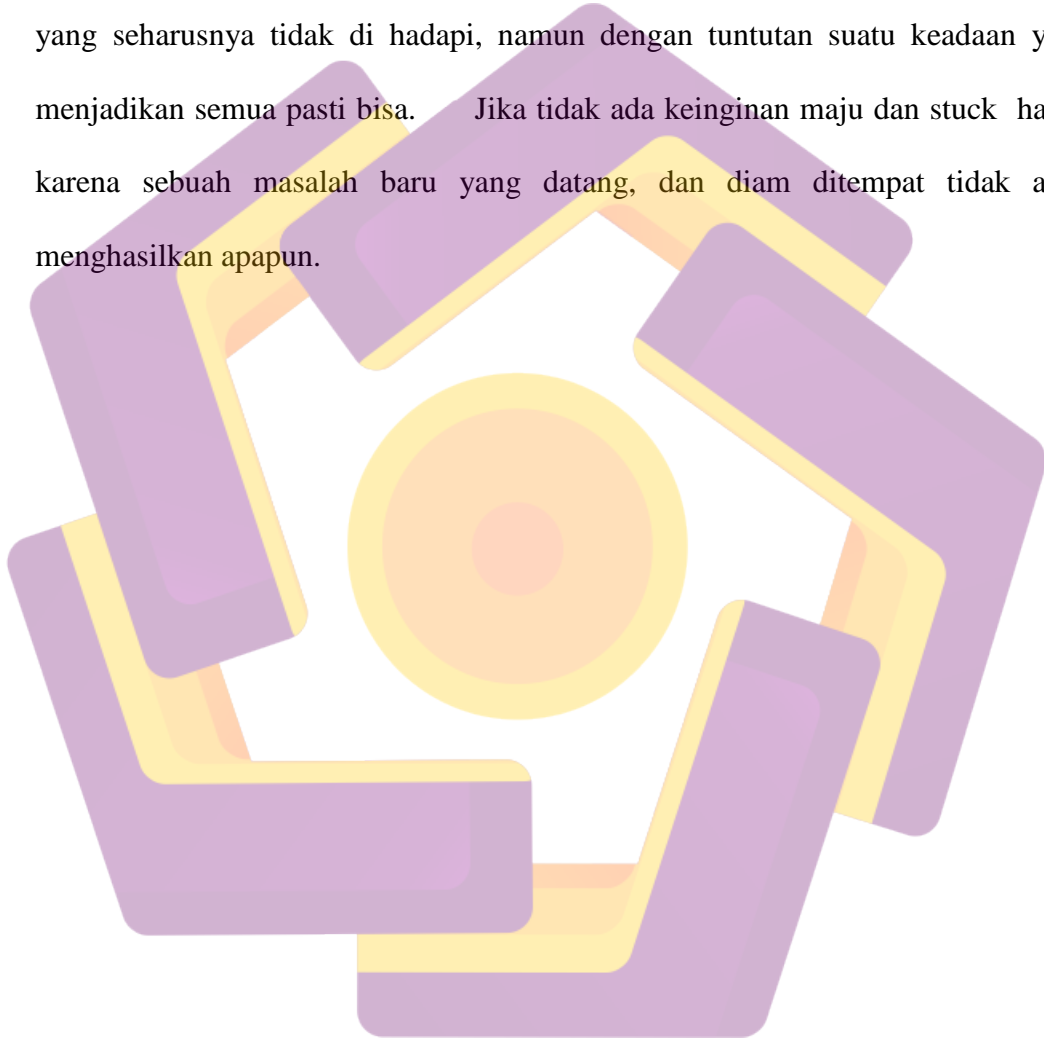 yang seharusnya tidak di hadapi, namun dengan tuntutan suatu keadaan
menjadikan semua pasti bisa. Jika tidak ada keinginan maju dan stuck
karena sebuah masalah baru yang datang, dan diam ditempat tidak
menghasilkan apapun.